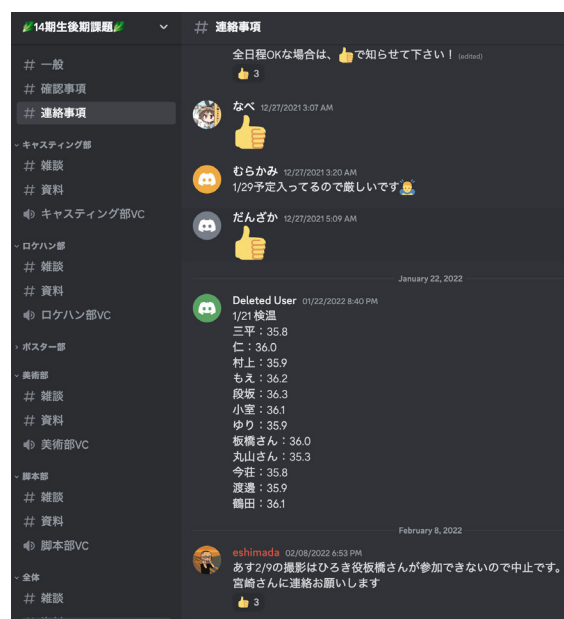 14期生後期課題
# 一般
# 確認事項
# 連絡事項
キャスティング部
# 雑談
# 資料
キャスティング部VC
ロケハン部
# 雑談
# 資料
ロケハン部VC
ポスター部
美術部
# 雑談
# 資料
美術部VC
脚本部
# 雑談
# 資料
脚本部VC
全体
# 雑談
# 連絡事項
全日程OKな場合は、👍で知らせて下さい！ (edited)
👍 3
なべ 12/27/2021 3:07 AM
👍
むらかみ 12/27/2021 3:20 AM
1/29予定入ってるので厳しいです🙇‍♂️
だんざか 12/27/2021 5:09 AM
👍
January 22, 2022
Deleted User 01/22/2022 8:40 PM
1/21 検温
三平：35.8
仁：36.0
村上：35.9
もえ：36.2
段坂：36.3
小室：36.1
ゆり：35.9
板橋さん：36.0
丸山さん：35.3
今荘：35.8
渡邊：35.9
鶴田：36.1
February 8, 2022
eshimada 02/08/2022 6:53 PM
あす2/9の撮影はひろき役板橋さんが参加できないので中止です。
宮崎さんに連絡お願いします
👍 3